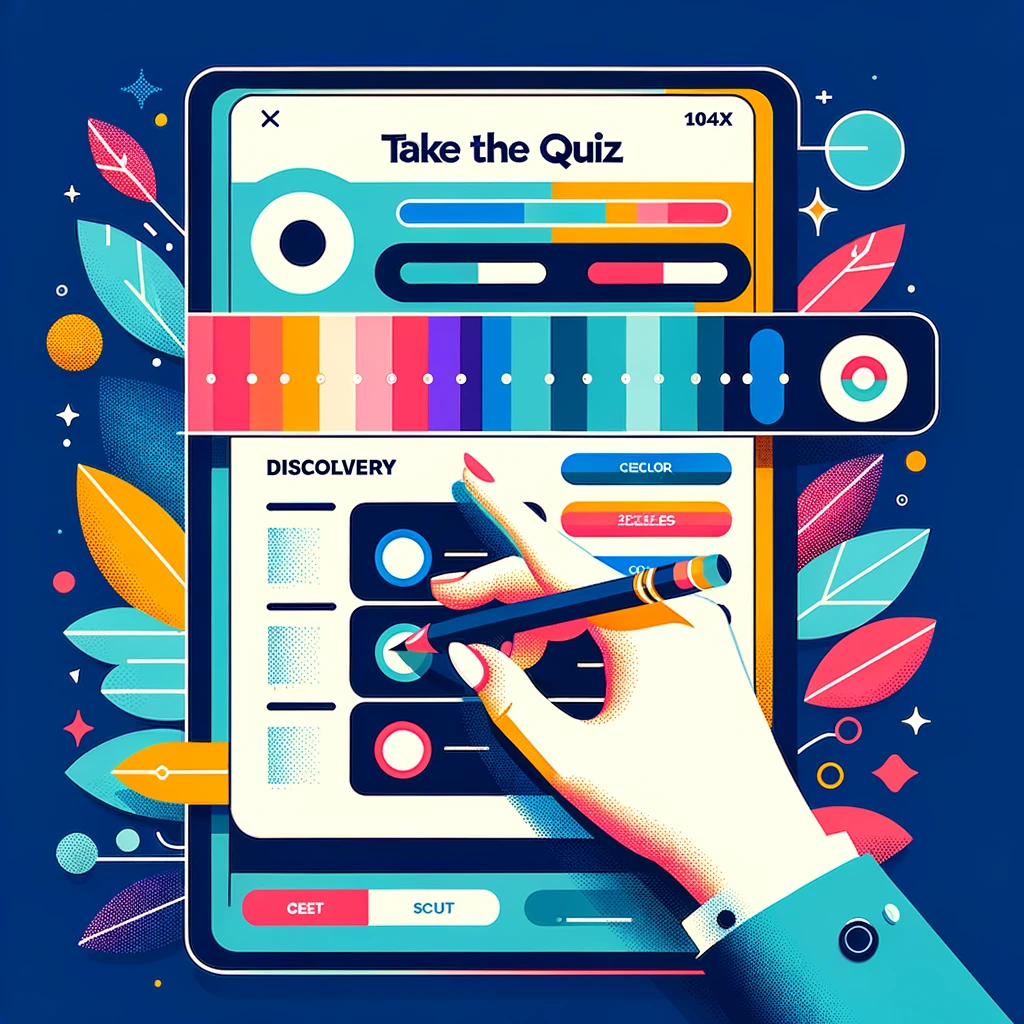 104X
Take the Quiz
DISCOLVERY
CECLOR
CEET
SCUT